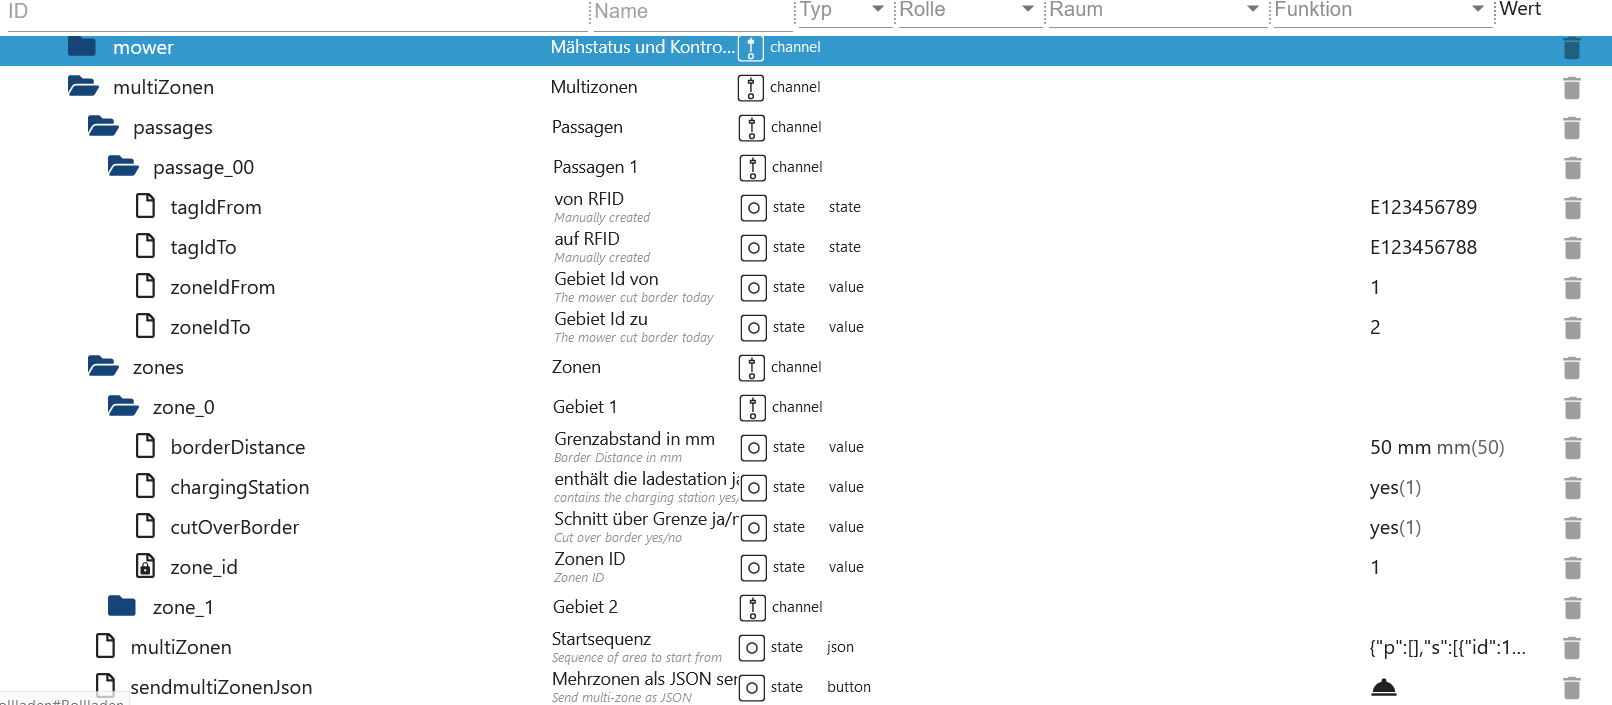 ID Name Typ Rolle Raum Funktion Wert
mower Mähstatus und Kontro... channel
multiZonen Multizonen channel
passages Passagen channel
passage_00 Passagen 1 channel
tagIdFrom von RFID state state E123456789
Manually created
tagIdTo auf RFID state state E123456788
Manually created
zoneIdFrom Gebiet Id von state value 1
The mower cut border today
zoneIdTo Gebiet Id zu state value 2
The mower cut border today
zones Zonen channel
zone_0 Gebiet 1 channel
borderDistance Grenzabstand in mm state value 50 mm mm(50)
Border Distance in mm
chargingStation enthält die ladestation state value yes(1)
contains the charging station yes/
cutOverBorder Schnitt über Grenze state value yes(1)
Cut over border yes/no
zone_id Zonen ID state value 1
Zonen ID
zone_1 Gebiet 2 channel
multiZonen Startsequenz state json {"p":[],"s":[{"id":1...
Sequence of area to start from
sendmultiZonenJson Mehrzonen als JSON state button
Send multi-zone as JSON